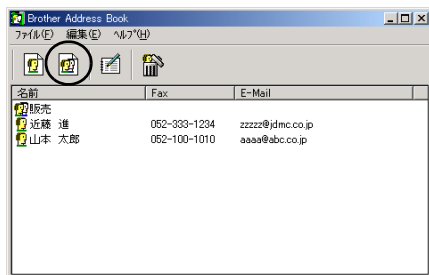 Brother Address Book
ファイル(F) 編集(E) ヘルプ(H)
名前 Fax E-Mail
販売
近藤 進 052-333-1234 zzzzz@jdmc.co.jp
山本 太郎 052-100-1010 aaaa@abc.co.jp